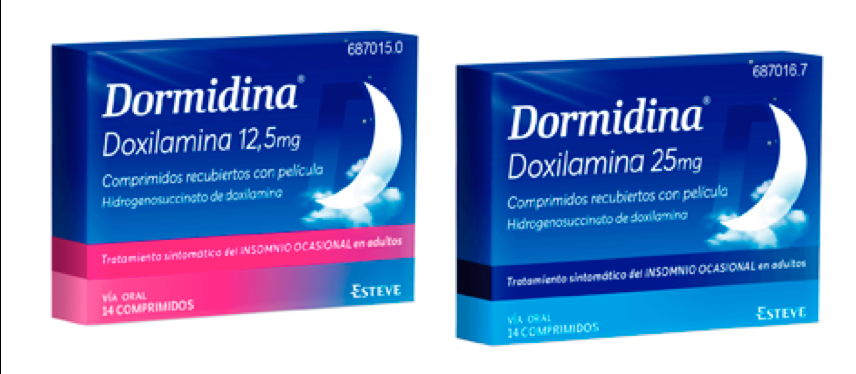 687015.0
Dormidina®
Doxilamina 12,5mg
Comprimidos recubiertos con película
Hidrogenosuccinato de doxilamina
Tratamiento sintomático del INSOMNIO OCASIONAL en adultos
VÍA ORAL
14 COMPRIMIDOS
ESTEVE
687016.7
Dormidina®
Doxilamina 25mg
Comprimidos recubiertos con película
Hidrogenosuccinato de doxilamina
Tratamiento sintomático del INSOMNIO OCASIONAL en adultos
VÍA ORAL
14 COMPRIMIDOS
ESTEVE